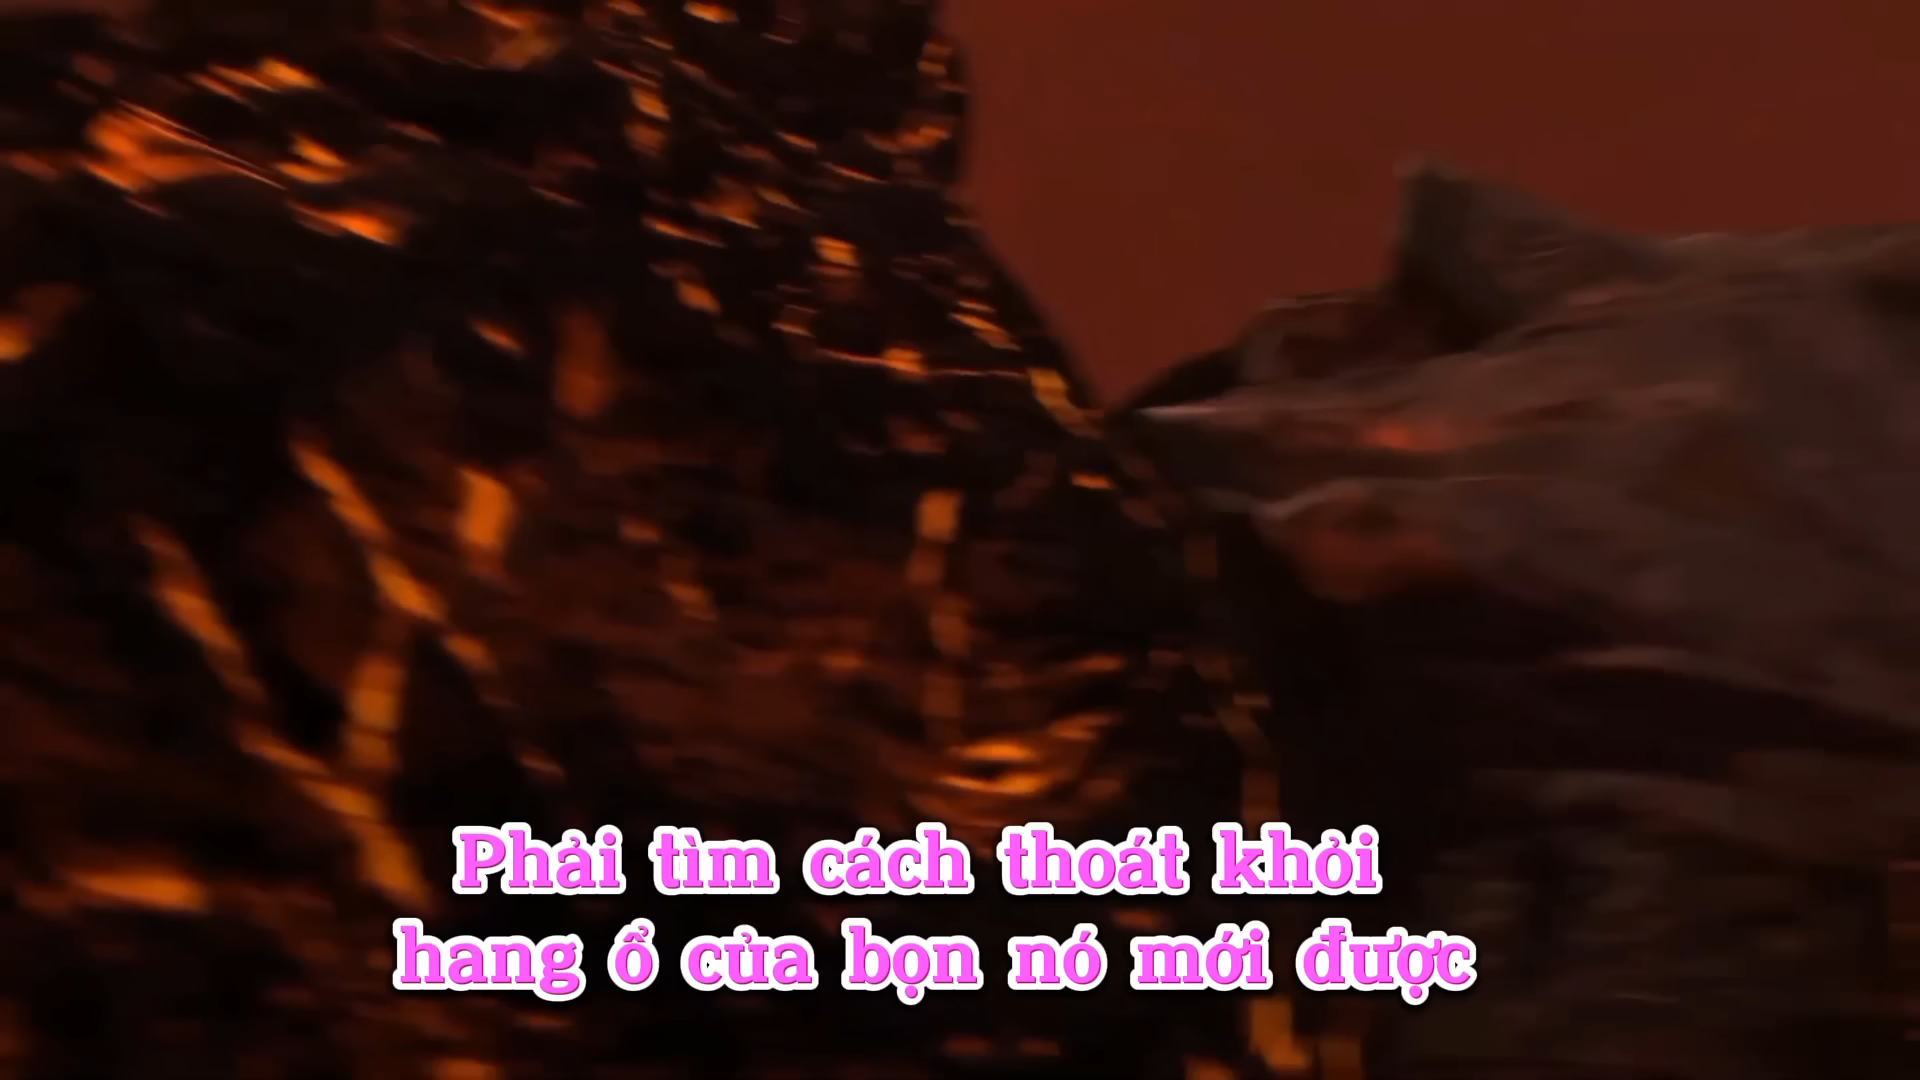 Phải tìm cách thoát khỏi
hang ổ của bọn nó mới được